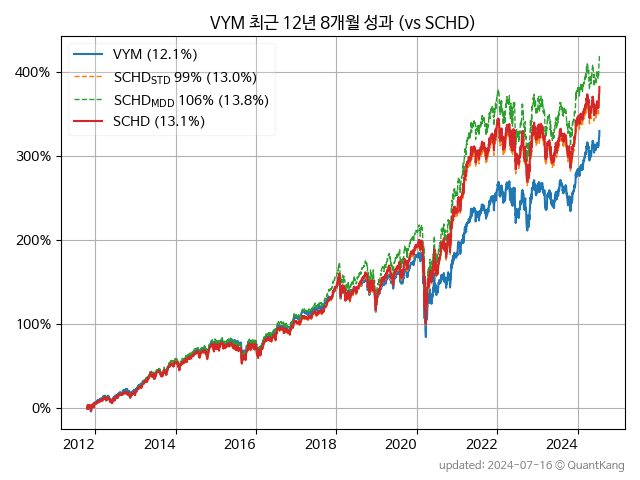 VYM 최근 12년 8개월 성과 (vs SCHD)
VYM (12.1%)
SCHD_STD 99% (13.0%)
SCHD_MDD 106% (13.8%)
SCHD (13.1%)
400%
300%
200%
100%
0%
2012 2014 2016 2018 2020 2022 2024
updated: 2024-07-16 © QuantKang